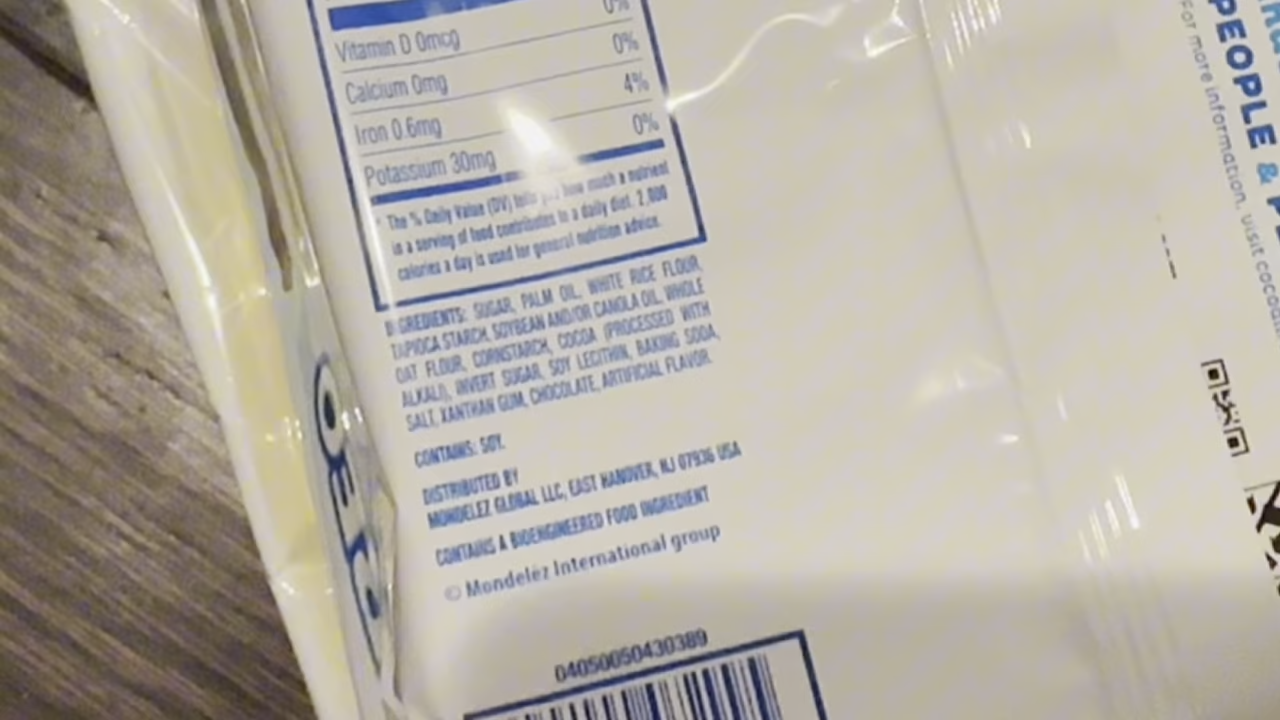 0%
Vitamin D 0mcg 0%
Calcium 0mg 4%
Iron 0.6mg 0%
Potassium 30mg
* The % Daily Value (DV) tells you how much a nutrient
in a serving of food contributes to a daily diet. 2,000
calories a day is used for general nutrition advice.
INGREDIENTS: SUGAR, PALM OIL, WHITE RICE FLOUR,
TAPIOCA STARCH, SOYBEAN AND/OR CANOLA OIL, WHOLE
OAT FLOUR, CORNSTARCH, COCOA (PROCESSED WITH
ALKALI), INVERT SUGAR, SOY LECITHIN, BAKING SODA,
SALT, XANTHAN GUM, CHOCOLATE, ARTIFICIAL FLAVOR.
CONTAINS: SOY.
DISTRIBUTED BY
MONDELEZ GLOBAL LLC, EAST HANOVER, NJ 07936 USA
CONTAINS A BIOENGINEERED FOOD INGREDIENT
© Mondelēz International group
04050050430389
PEOPLE &
For more information, visit cocoa